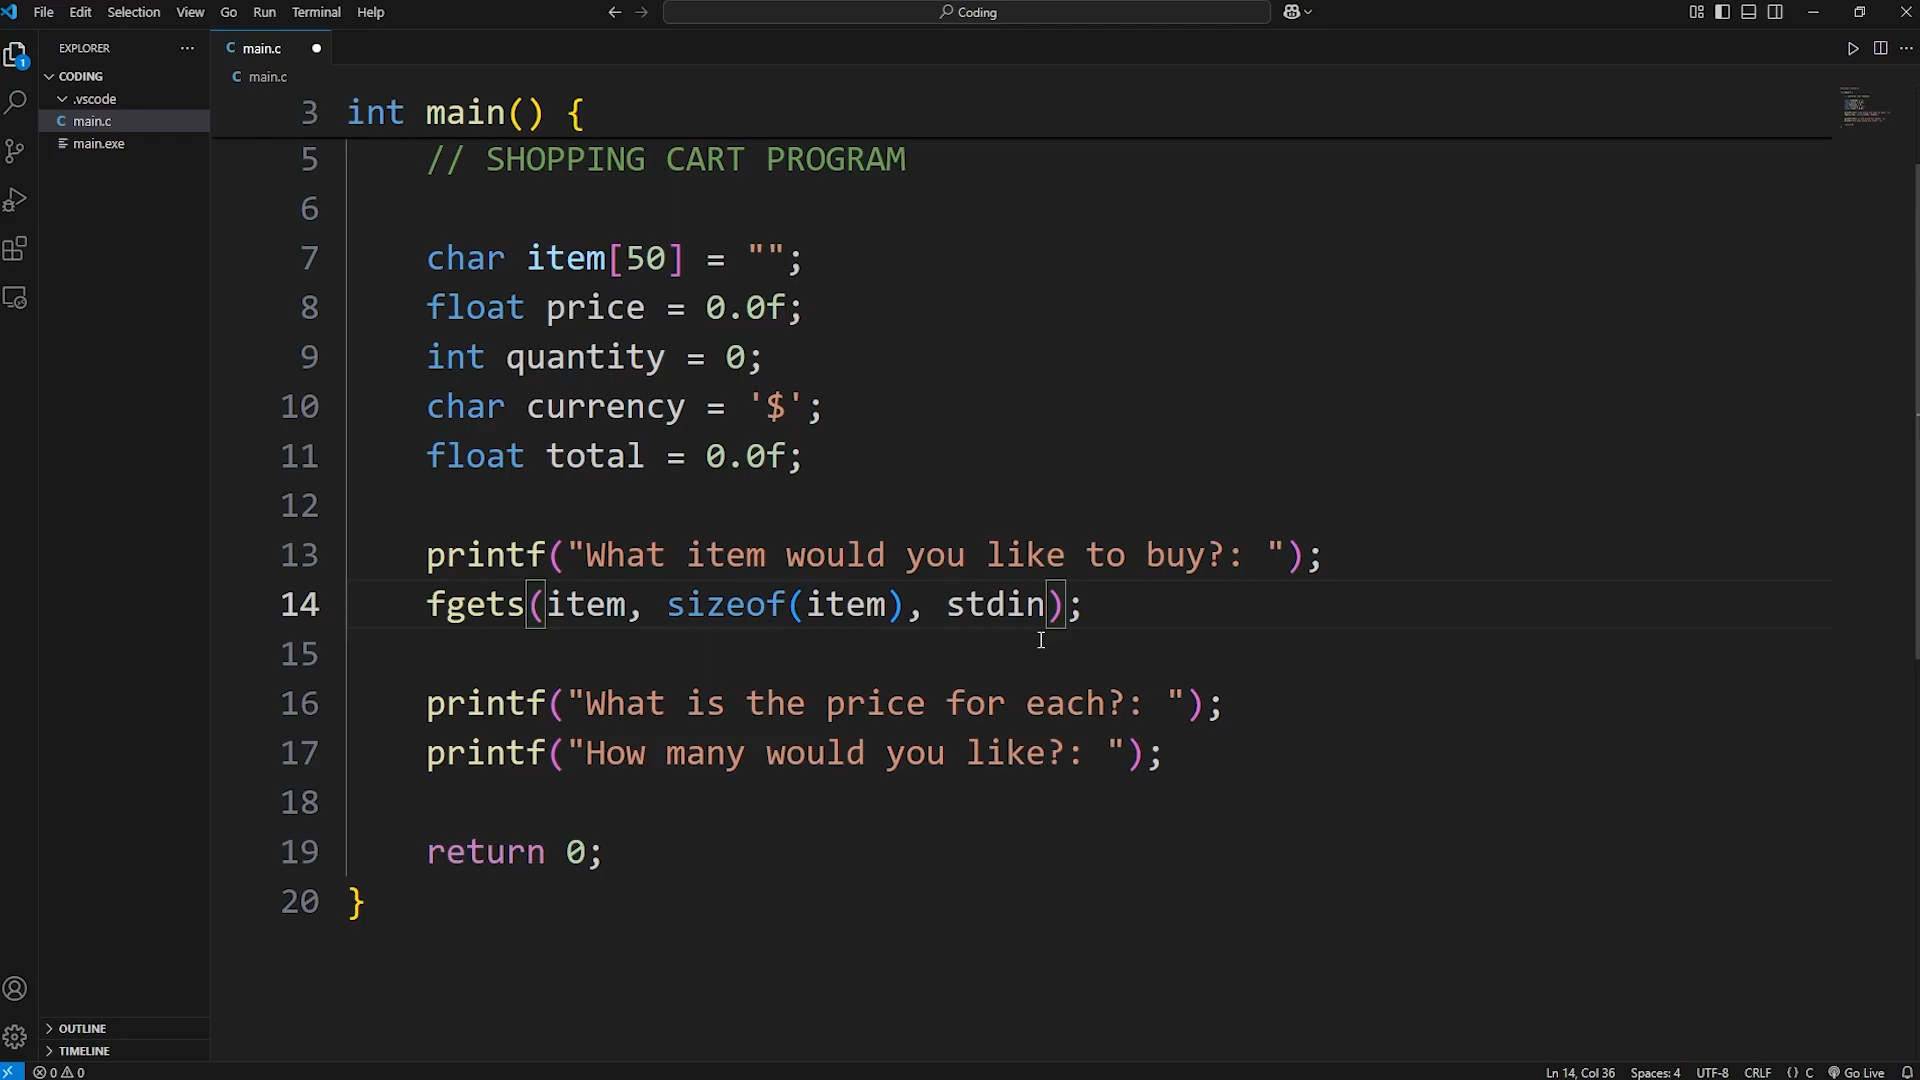 File Edit Selection View Go Run Terminal Help
Coding
EXPLORER
main.c
CODING
.vscode
main.c
main.exe
1
C main.c
C main.c
3 int main() {
5 // SHOPPING CART PROGRAM
6
7 char item[50] = "";
8 float price = 0.0f;
9 int quantity = 0;
10 char currency = '$';
11 float total = 0.0f;
12
13 printf("What item would you like to buy?: ");
14 fgets(item, sizeof(item), stdin);
15
16 printf("What is the price for each?: ");
17 printf("How many would you like?: ");
18
19 return 0;
20 }
OUTLINE
TIMELINE
0 0
Ln 14, Col 36 Spaces: 4 UTF-8 CRLF {} C Go Live